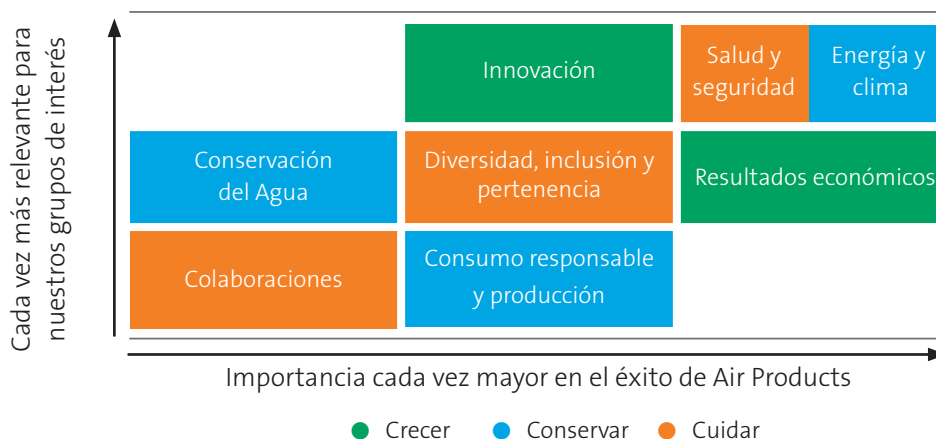 Cada vez más relevante para
nuestros grupos de interés
Innovación
Salud y
seguridad
Energía y
clima
Conservación
del Agua
Diversidad, inclusión y
pertenencia
Resultados económicos
Colaboraciones
Consumo responsable
y producción
Importancia cada vez mayor en el éxito de Air Products
Crecer
Conservar
Cuidar